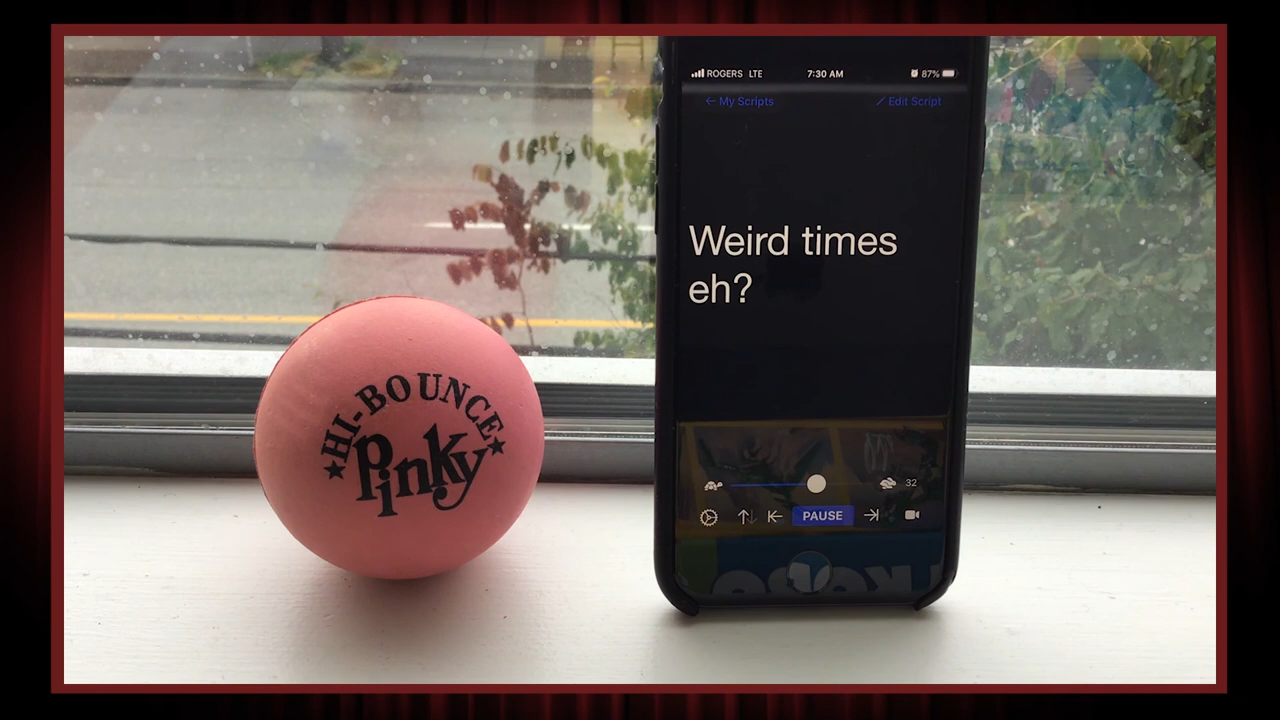 HI-BOUNCE
Pinky
ROGERS LTE 7:30 AM 87%
← My Scripts Edit Script
Weird times
eh?
32
PAUSE